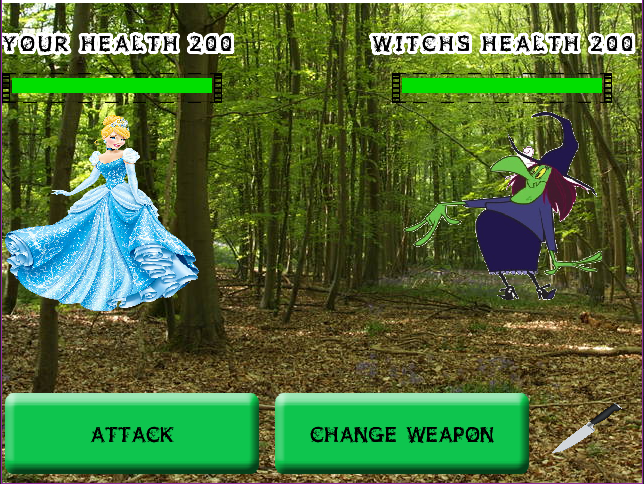 YOUR HEALTH 200
WITCHS HEALTH 200
ATTACK
CHANGE WEAPON